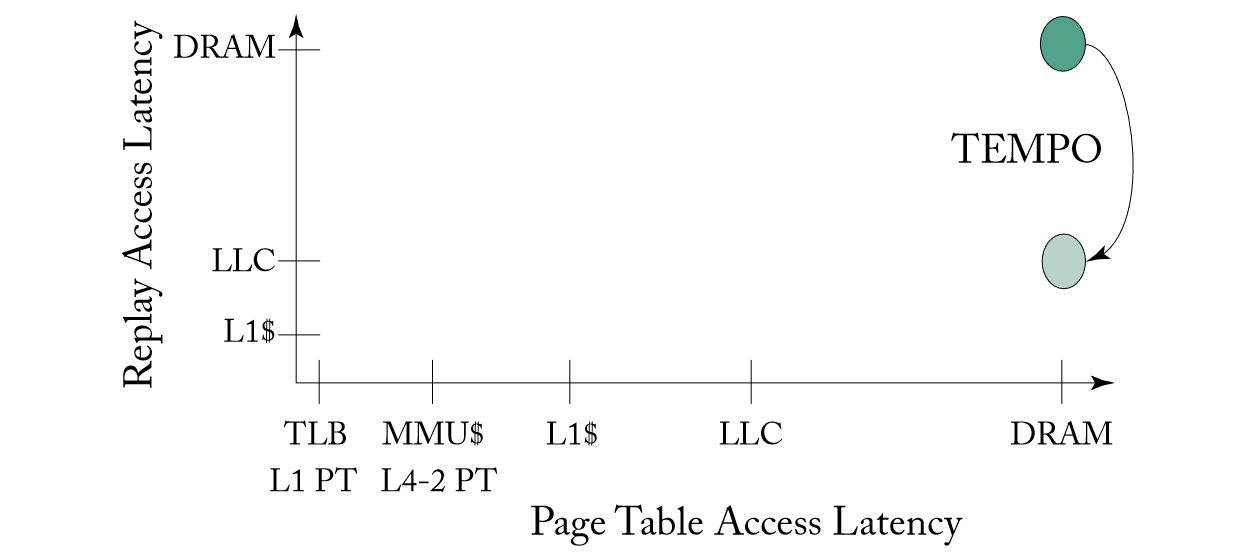 Replay Access Latency
DRAM
TEMPO
LLC
L1$
TLB MMU$ L1$ LLC DRAM
L1 PT L4-2 PT
Page Table Access Latency